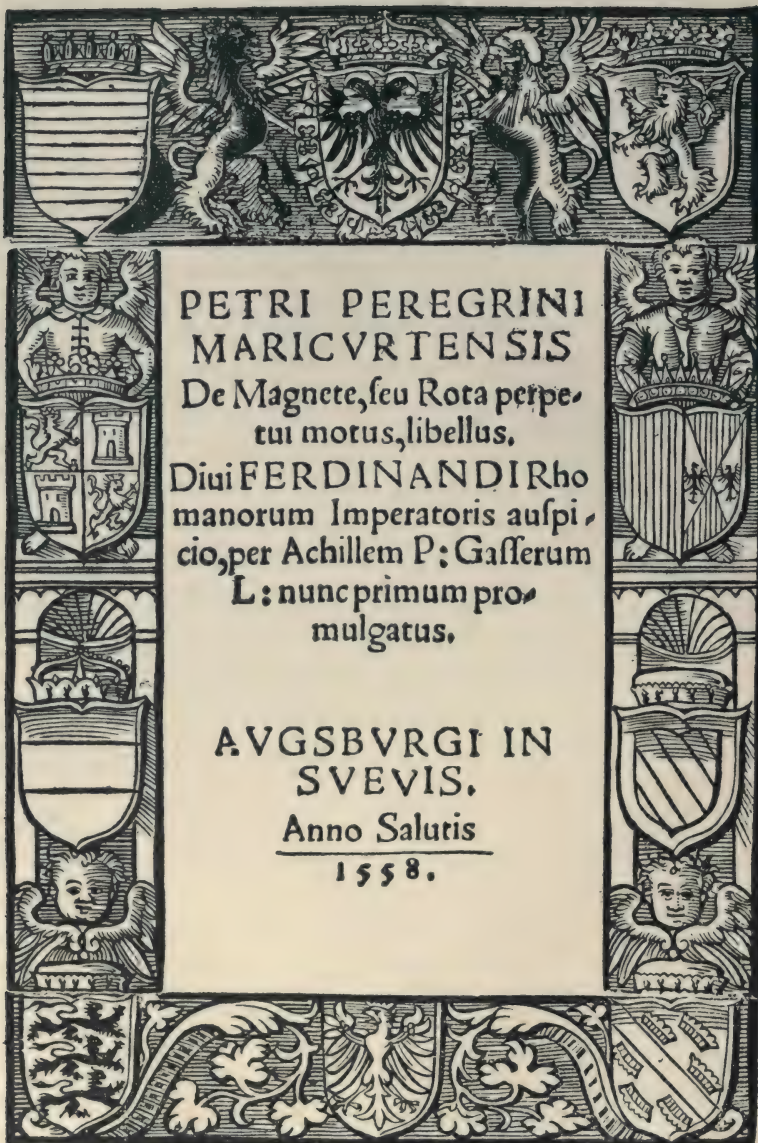 PETRI PEREGRINI
MARICVRTENSIS
De Magnete, ſeu Rota perpe⸗
tui motus, libellus.
Diui FERDINANDI Rho
manorum Imperatoris auſpi⸗
cio, per Achillem P: Gaſſerum
L: nunc primum pro⸗
mulgatus.
AVGSBVRGI IN
SVEVIS.
Anno Salutis
1558.